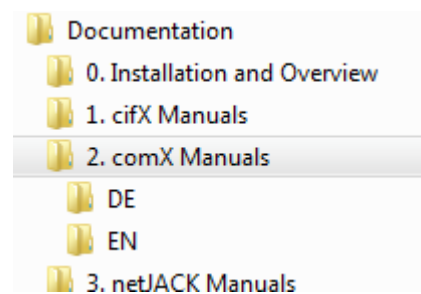 Documentation
0. Installation and Overview
1. cifX Manuals
2. comX Manuals
DE
EN
3. netJACK Manuals